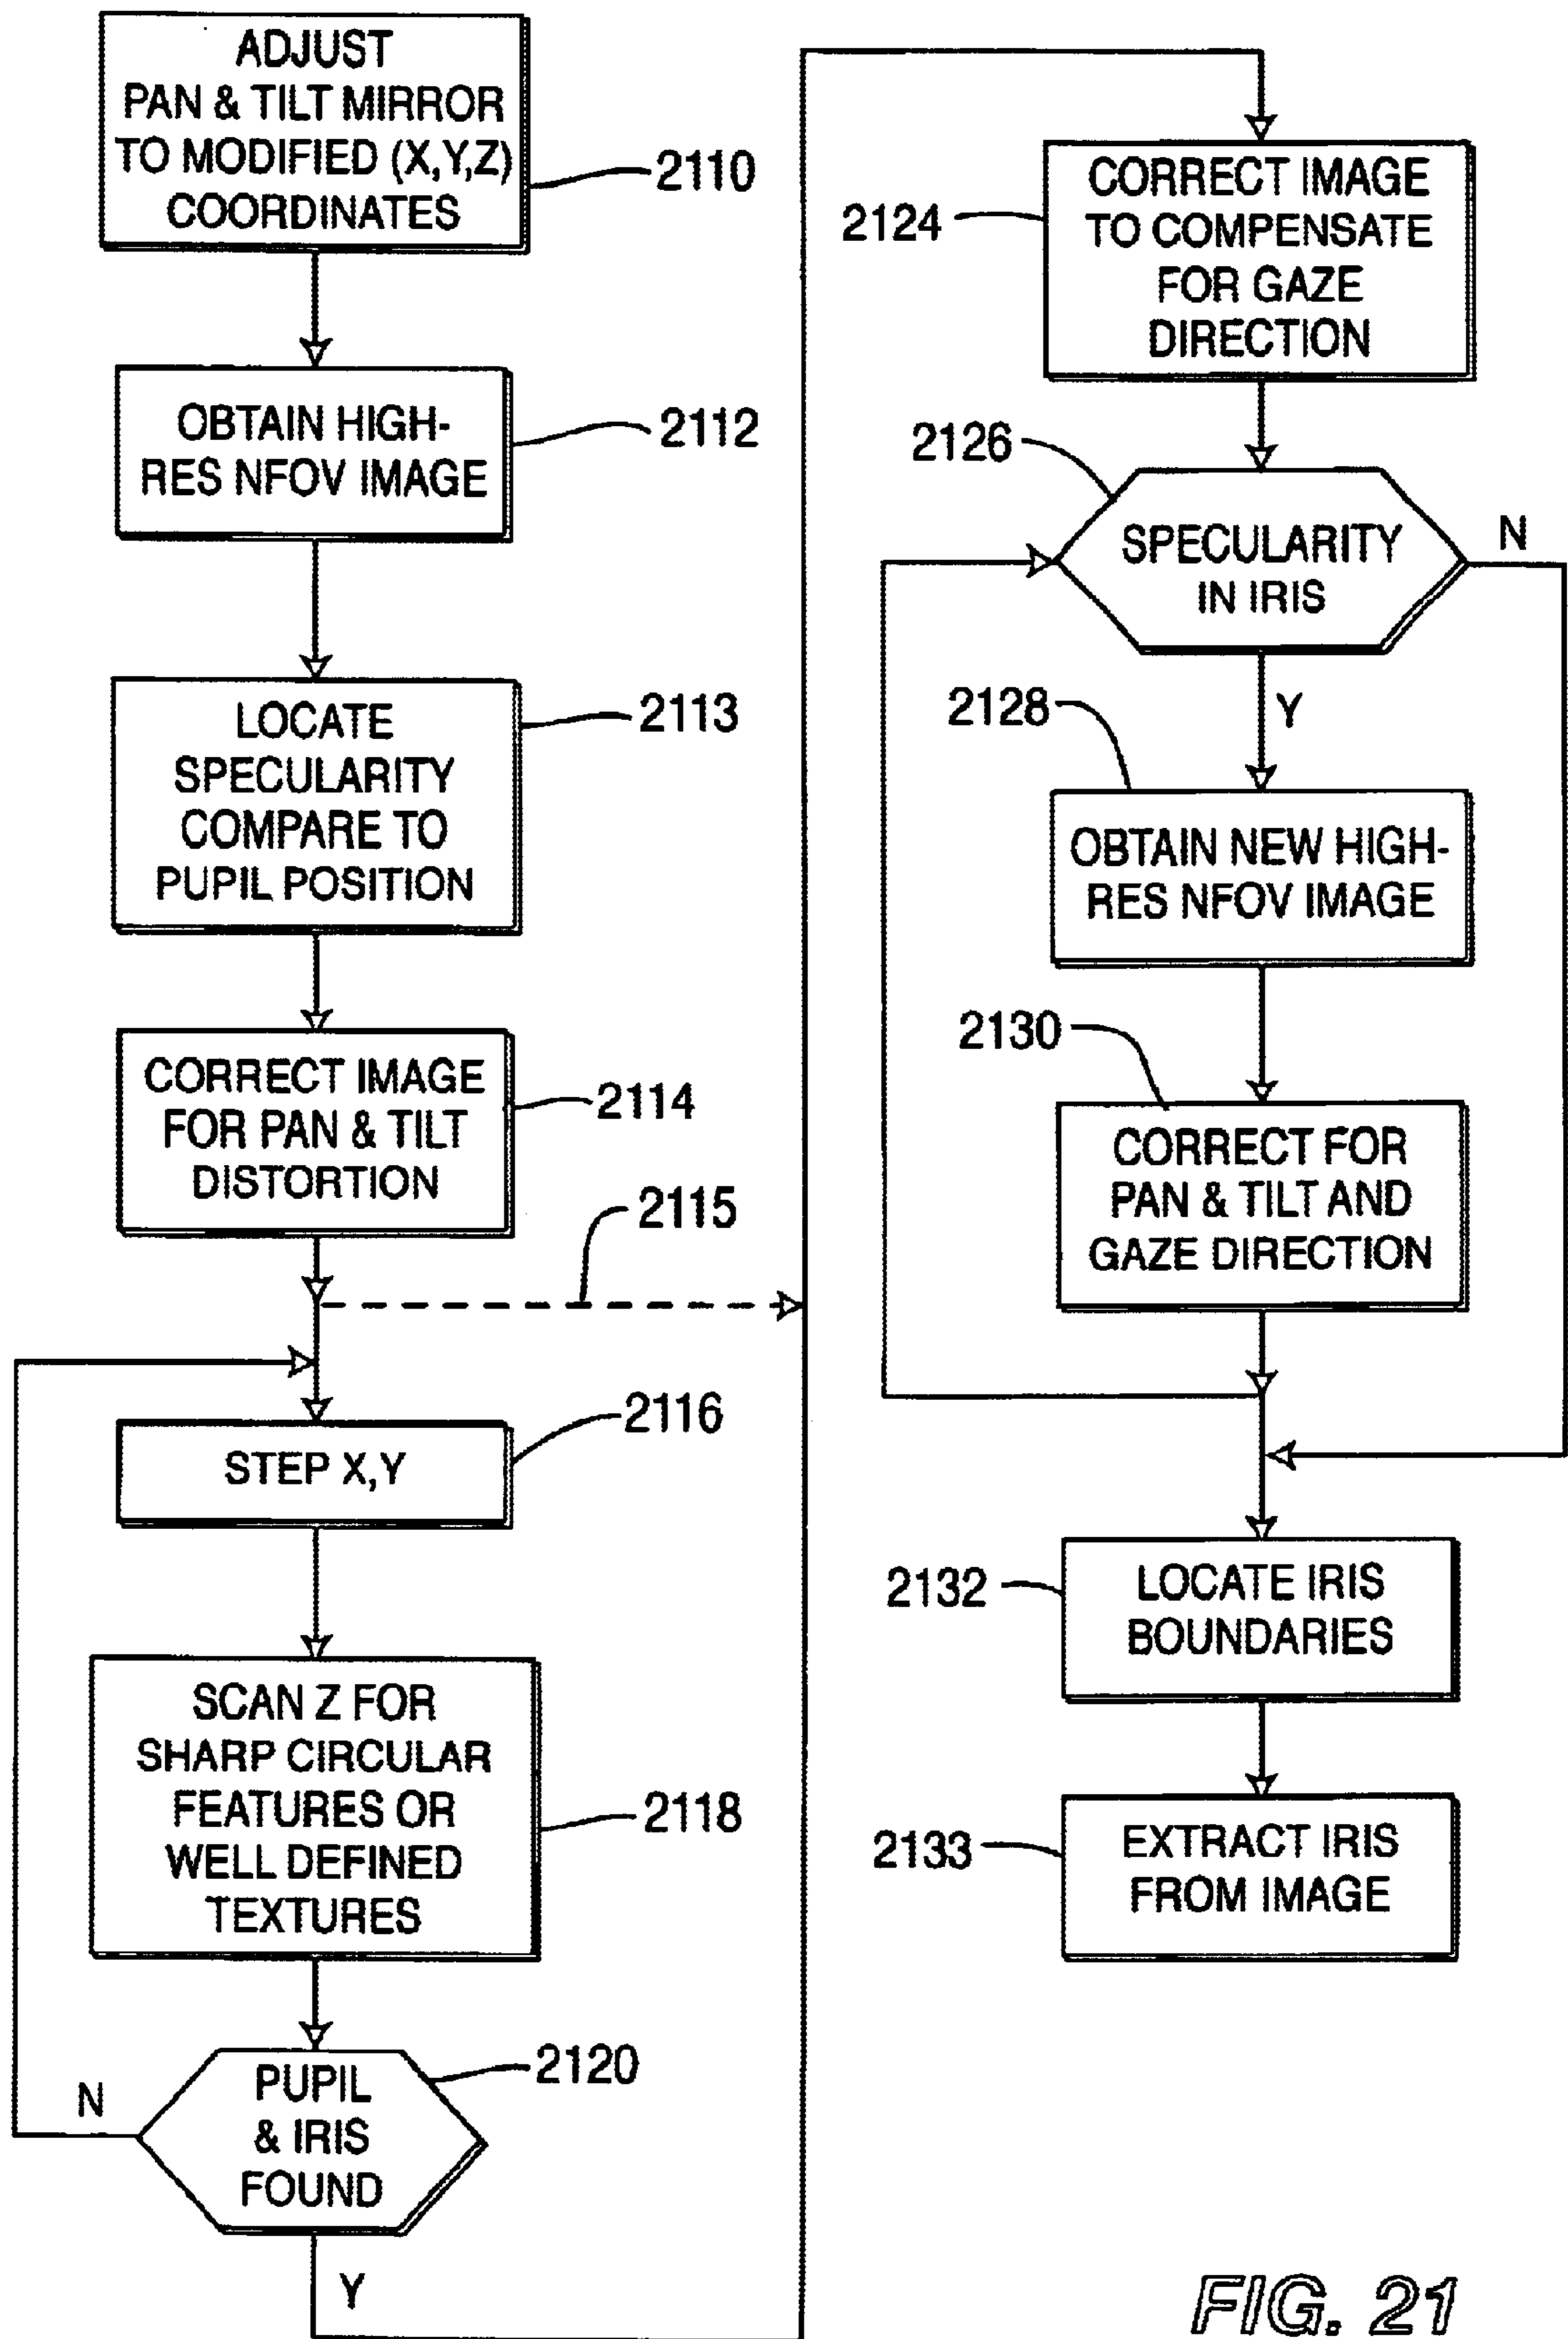 ADJUST
PAN & TILT MIRROR
TO MODIFIED (X,Y,Z)
COORDINATES
2110
OBTAIN HIGH-
RES NFOV IMAGE
2112
LOCATE
SPECULARITY
COMPARE TO
PUPIL POSITION
2113
CORRECT IMAGE
FOR PAN & TILT
DISTORTION
2114
2115
STEP X,Y
2116
SCAN Z FOR
SHARP CIRCULAR
FEATURES OR
WELL DEFINED
TEXTURES
2118
PUPIL
& IRIS
FOUND
2120
N
Y
CORRECT IMAGE
TO COMPENSATE
FOR GAZE
DIRECTION
2124
SPECULARITY
IN IRIS
2126
N
Y
OBTAIN NEW HIGH-
RES NFOV IMAGE
2128
CORRECT FOR
PAN & TILT AND
GAZE DIRECTION
2130
LOCATE IRIS
BOUNDARIES
2132
EXTRACT IRIS
FROM IMAGE
2133
FIG. 21